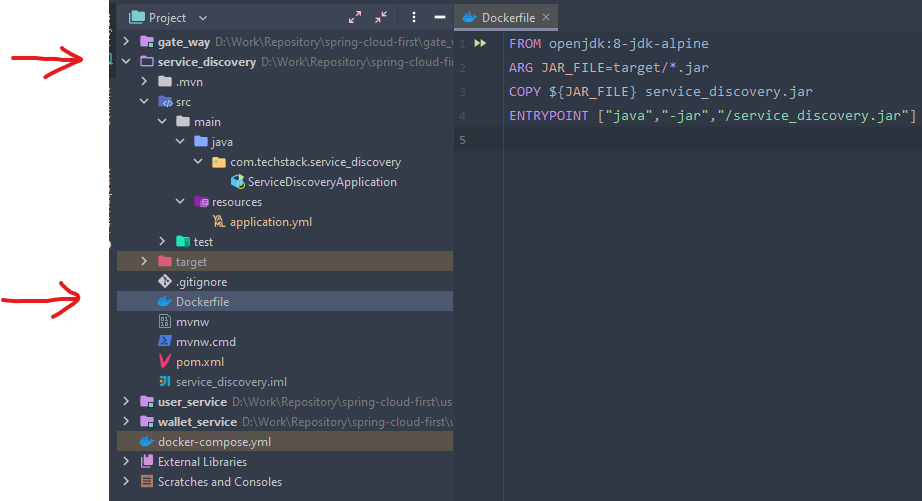 Project
Dockerfile
gate_way D:\Work\Repository\spring-cloud-first\gate_
service_discovery D:\Work\Repository\spring-cloud-fi
.mvn
src
main
java
com.techstack.service_discovery
ServiceDiscoveryApplication
resources
application.yml
test
target
.gitignore
Dockerfile
mvnw
mvnw.cmd
pom.xml
service_discovery.iml
user_service D:\Work\Repository\spring-cloud-first\us
wallet_service D:\Work\Repository\spring-cloud-first\
docker-compose.yml
External Libraries
Scratches and Consoles
1 FROM openjdk:8-jdk-alpine
2 ARG JAR_FILE=target/*.jar
3 COPY ${JAR_FILE} service_discovery.jar
4 ENTRYPOINT ["java","-jar","/service_discovery.jar"]
5